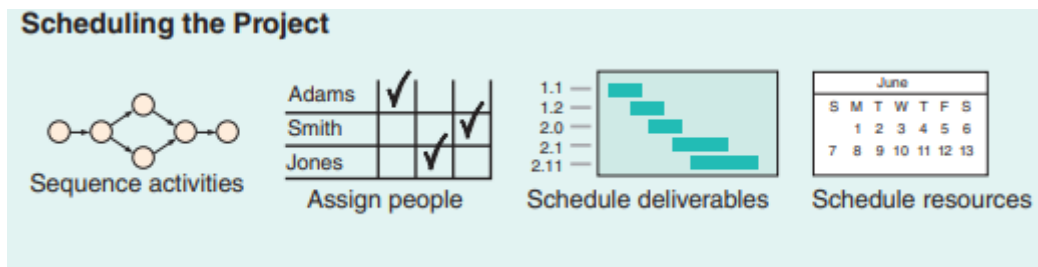 Scheduling the Project
Sequence activities
Adams
Smith
Jones
Assign people
1.1
1.2
2.0
2.1
2.11
Schedule deliverables
June
S M T W T F S
1 2 3 4 5 6
7 8 9 10 11 12 13
Schedule resources